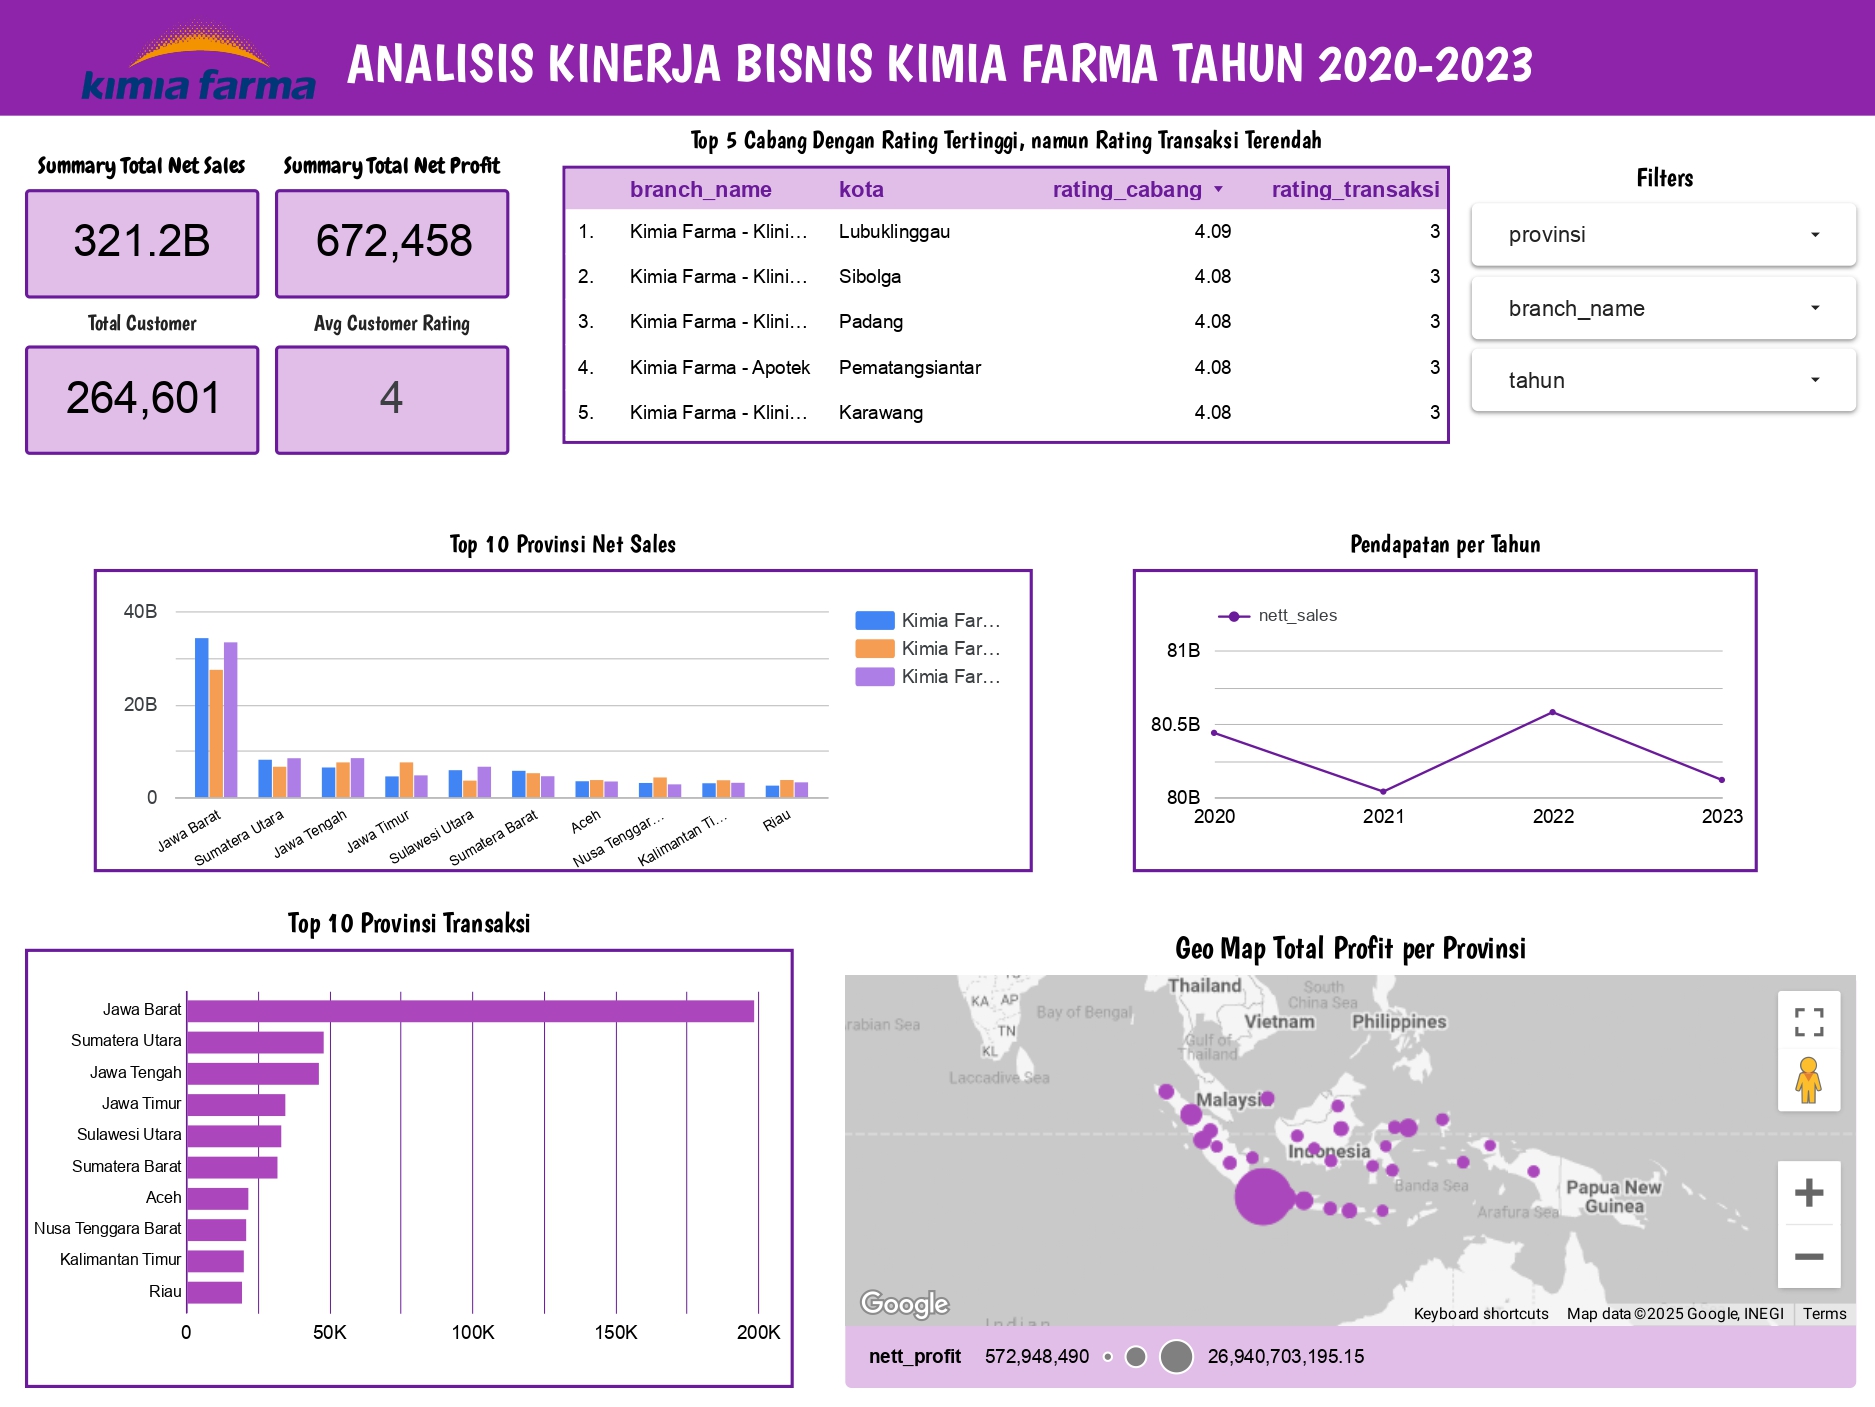 kimia farma
ANALISIS KINERJA BISNIS KIMIA FARMA TAHUN 2020-2023
Summary Total Net Sales
321.2B
Summary Total Net Profit
672,458
Total Customer
264,601
Avg Customer Rating
4
Top 5 Cabang Dengan Rating Tertinggi, namun Rating Transaksi Terendah
branch_name kota rating_cabang rating_transaksi
1. Kimia Farma - Klini... Lubuklinggau 4.09 3
2. Kimia Farma - Klini... Sibolga 4.08 3
3. Kimia Farma - Klini... Padang 4.08 3
4. Kimia Farma - Apotek Pematangsiantar 4.08 3
5. Kimia Farma - Klini... Karawang 4.08 3
Filters
provinsi
branch_name
tahun
Top 10 Provinsi Net Sales
40B
20B
0
Jawa Barat
Sumatera Utara
Jawa Tengah
Jawa Timur
Sulawesi Utara
Sumatera Barat
Aceh
Nusa Tenggar...
Kalimantan Ti...
Riau
Kimia Far...
Kimia Far...
Kimia Far...
Pendapatan per Tahun
nett_sales
81B
80.5B
80B
2020 2021 2022 2023
Top 10 Provinsi Transaksi
Jawa Barat
Sumatera Utara
Jawa Tengah
Jawa Timur
Sulawesi Utara
Sumatera Barat
Aceh
Nusa Tenggara Barat
Kalimantan Timur
Riau
0 50K 100K 150K 200K
Geo Map Total Profit per Provinsi
Thailand
South
China Sea
KA AP
Bay of Bengal
rabian Sea
Vietnam
Philippines
TN
Gulf of
Thailand
KL
Laccadive Sea
Malaysi
Indonesia
Banda Sea
Papua New
Guinea
Arafura Sea
Google
Indian
Keyboard shortcuts
Map data ©2025 Google, INEGI
Terms
nett_profit 572,948,490 26,940,703,195.15